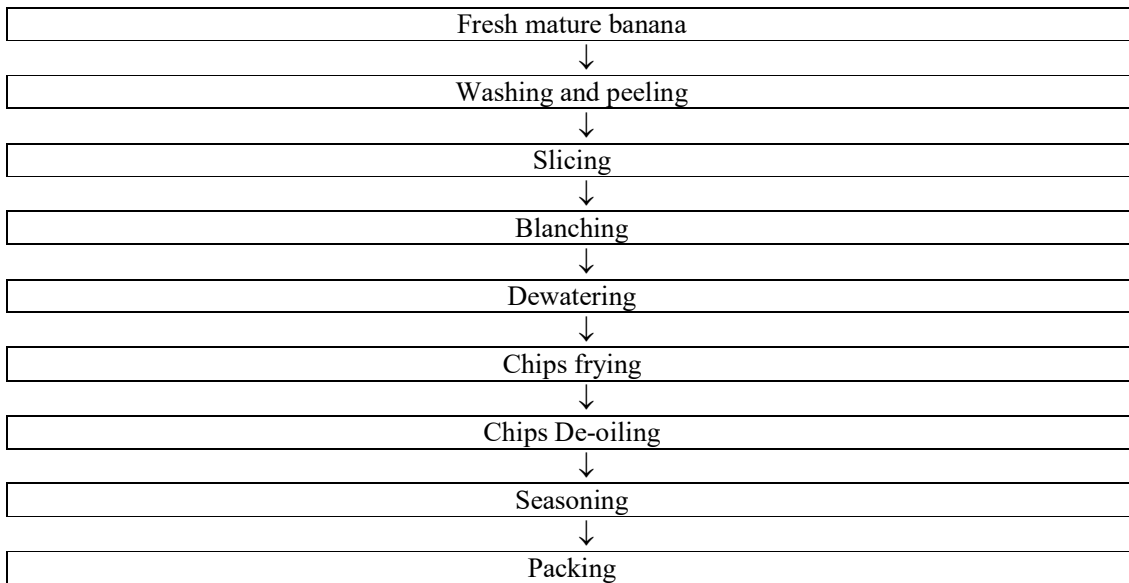 Fresh mature banana
↓
Washing and peeling
↓
Slicing
↓
Blanching
↓
Dewatering
↓
Chips frying
↓
Chips De-oiling
↓
Seasoning
↓
Packing